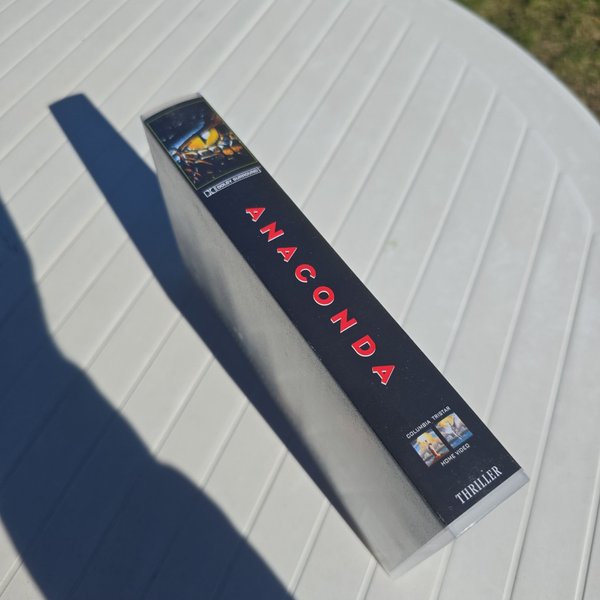 DOLBY SURROUND
ANACONDA
COLUMBIA TRISTAR
HOME VIDEO
THRILLER